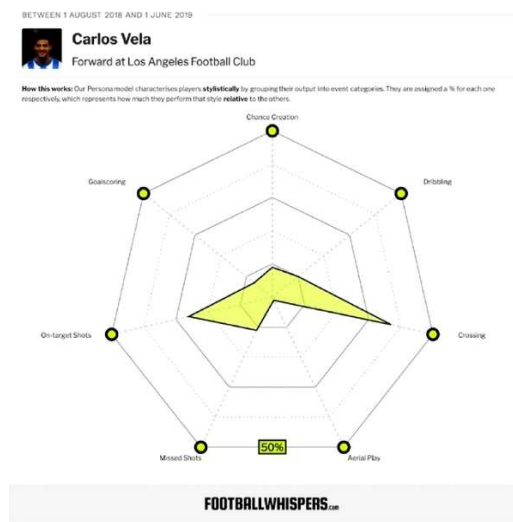 BETWEEN 1 AUGUST 2018 AND 1 JUNE 2019
Carlos Vela
Forward at Los Angeles Football Club
How this works: Our Persona model characterises players stylistically by grouping their output into event categories. They are assigned a % for each one
respectively, which represents how much they perform that style relative to the others.
Chance Creation
Goalscoring
Dribbling
On-target Shots
Crossing
50%
Missed Shots
Aerial Play
FOOTBALLWHISPERS.com